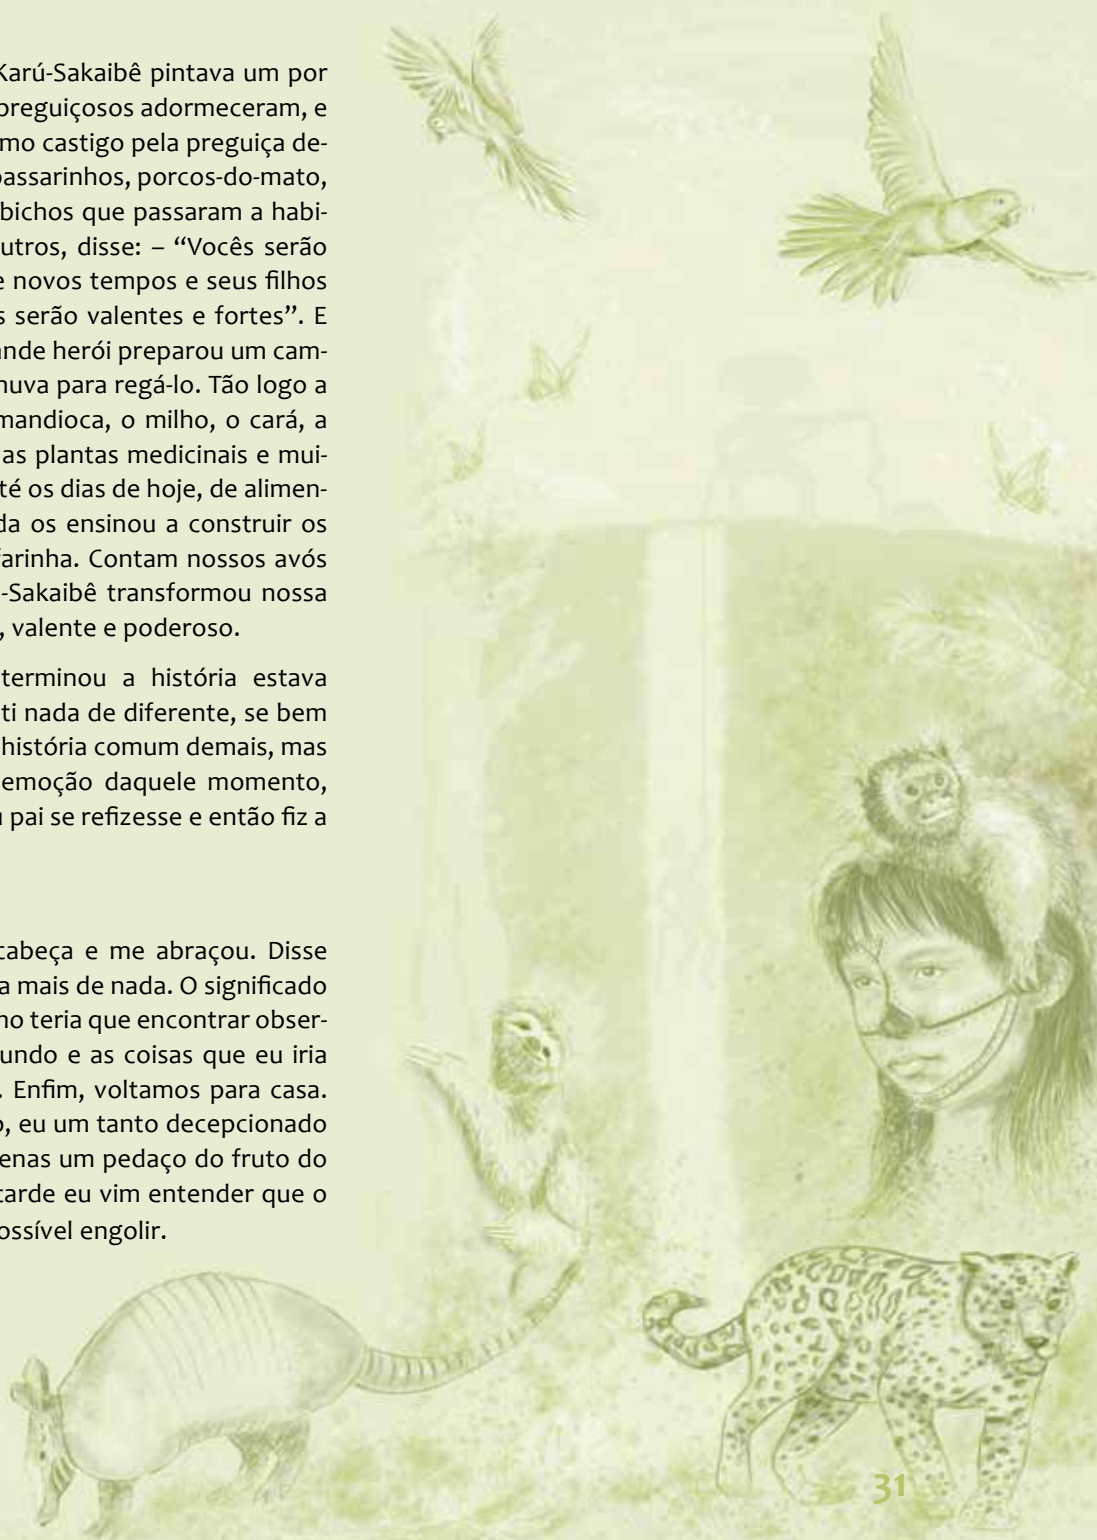 Karú-Sakaibê pintava um por
preguiçosos adormeceram, e
mo castigo pela preguiça de-
passarinhos, porcos-do-mato,
bichos que passaram a habi-
utros, disse: – “Vocês serão
e novos tempos e seus filhos
s serão valentes e fortes”. E
ande herói preparou um cam-
huva para regá-lo. Tão logo a
mandioca, o milho, o cará, a
as plantas medicinais e mui-
té os dias de hoje, de alimen-
da os ensinou a construir os
farinha. Contam nossos avós
-Sakaibê transformou nossa
, valente e poderoso.
terminou a história estava
ti nada de diferente, se bem
história comum demais, mas
emoção daquele momento,
u pai se refizesse e então fiz a
cabeça e me abraçou. Disse
a mais de nada. O significado
no teria que encontrar obser-
undo e as coisas que eu iria
. Enfim, voltamos para casa.
o, eu um tanto decepcionado
enas um pedaço do fruto do
tarde eu vim entender que o
ossível engolir.
31